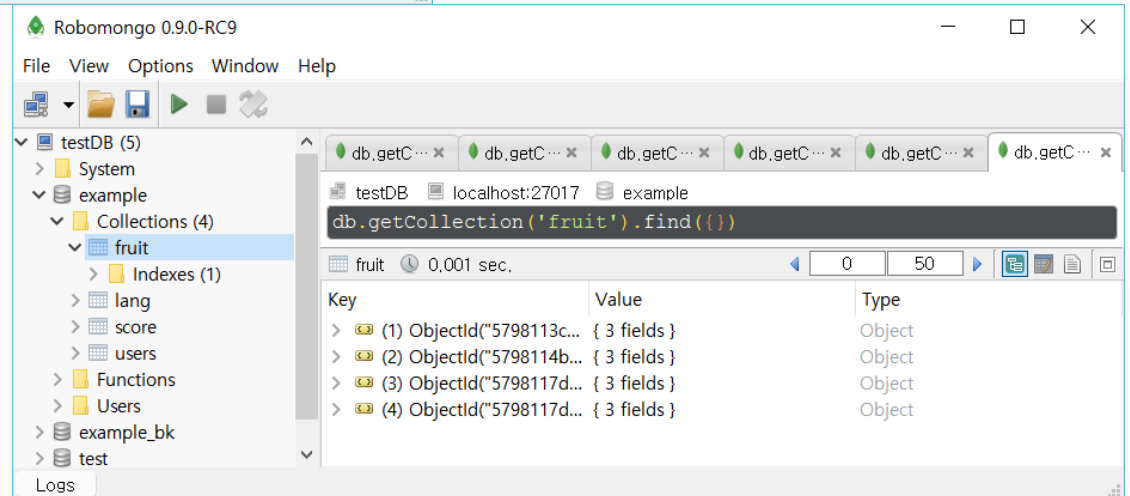 Robomongo 0.9.0-RC9
File View Options Window Help
testDB (5)
System
example
Collections (4)
fruit
Indexes (1)
lang
score
users
Functions
Users
example_bk
test
db.getC··· db.getC··· db.getC··· db.getC··· db.getC··· db.getC···
testDB localhost:27017 example
db.getCollection('fruit').find({})
fruit 0,001 sec, 0 50
Key Value Type
(1) ObjectId("5798113c... { 3 fields } Object
(2) ObjectId("5798114b... { 3 fields } Object
(3) ObjectId("5798117d... { 3 fields } Object
(4) ObjectId("5798117d... { 3 fields } Object
Logs